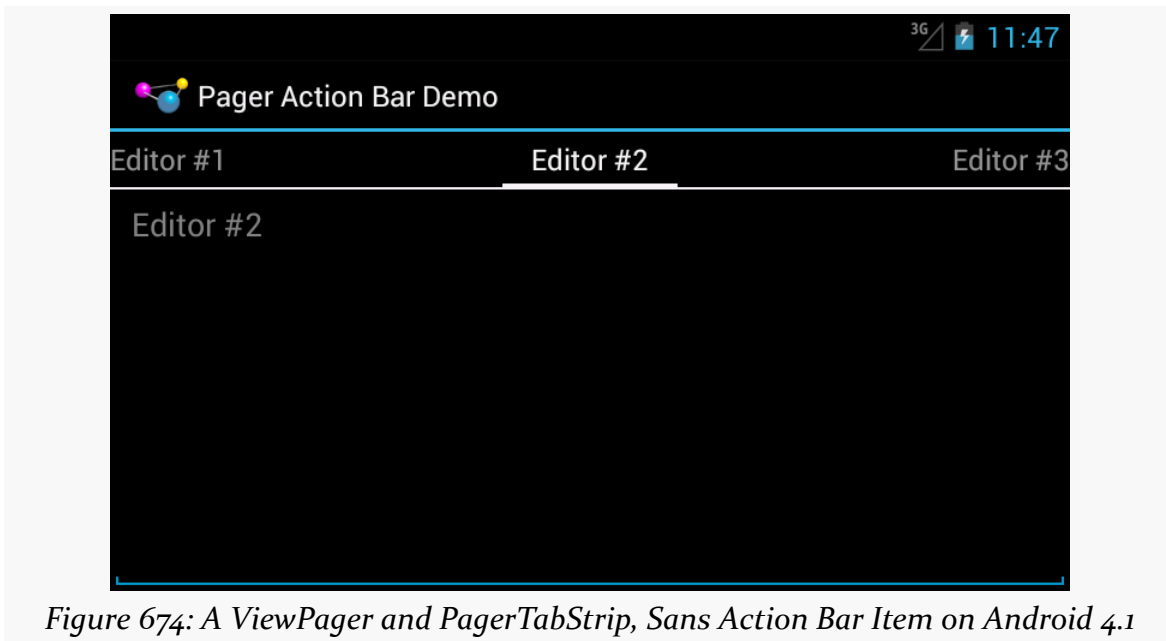 3G 11:47
Pager Action Bar Demo
Editor #1 Editor #2 Editor #3
Editor #2
Figure 674: A ViewPager and PagerTabStrip, Sans Action Bar Item on Android 4.1